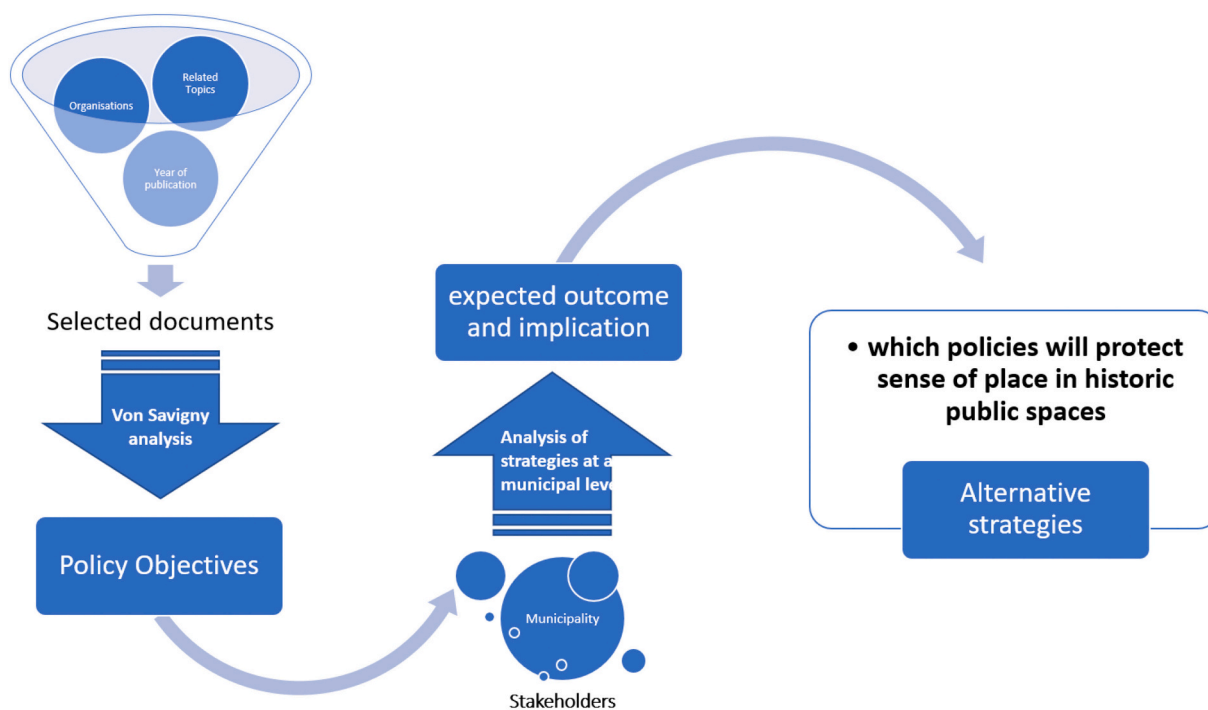 Related
Topics
Organisations
Year of
publication
Selected documents
Von Savigny
analysis
Policy Objectives
expected outcome
and implication
Analysis of
strategies at a
municipal leve
Municipality
Stakeholders
• which policies will protect
sense of place in historic
public spaces
Alternative
strategies